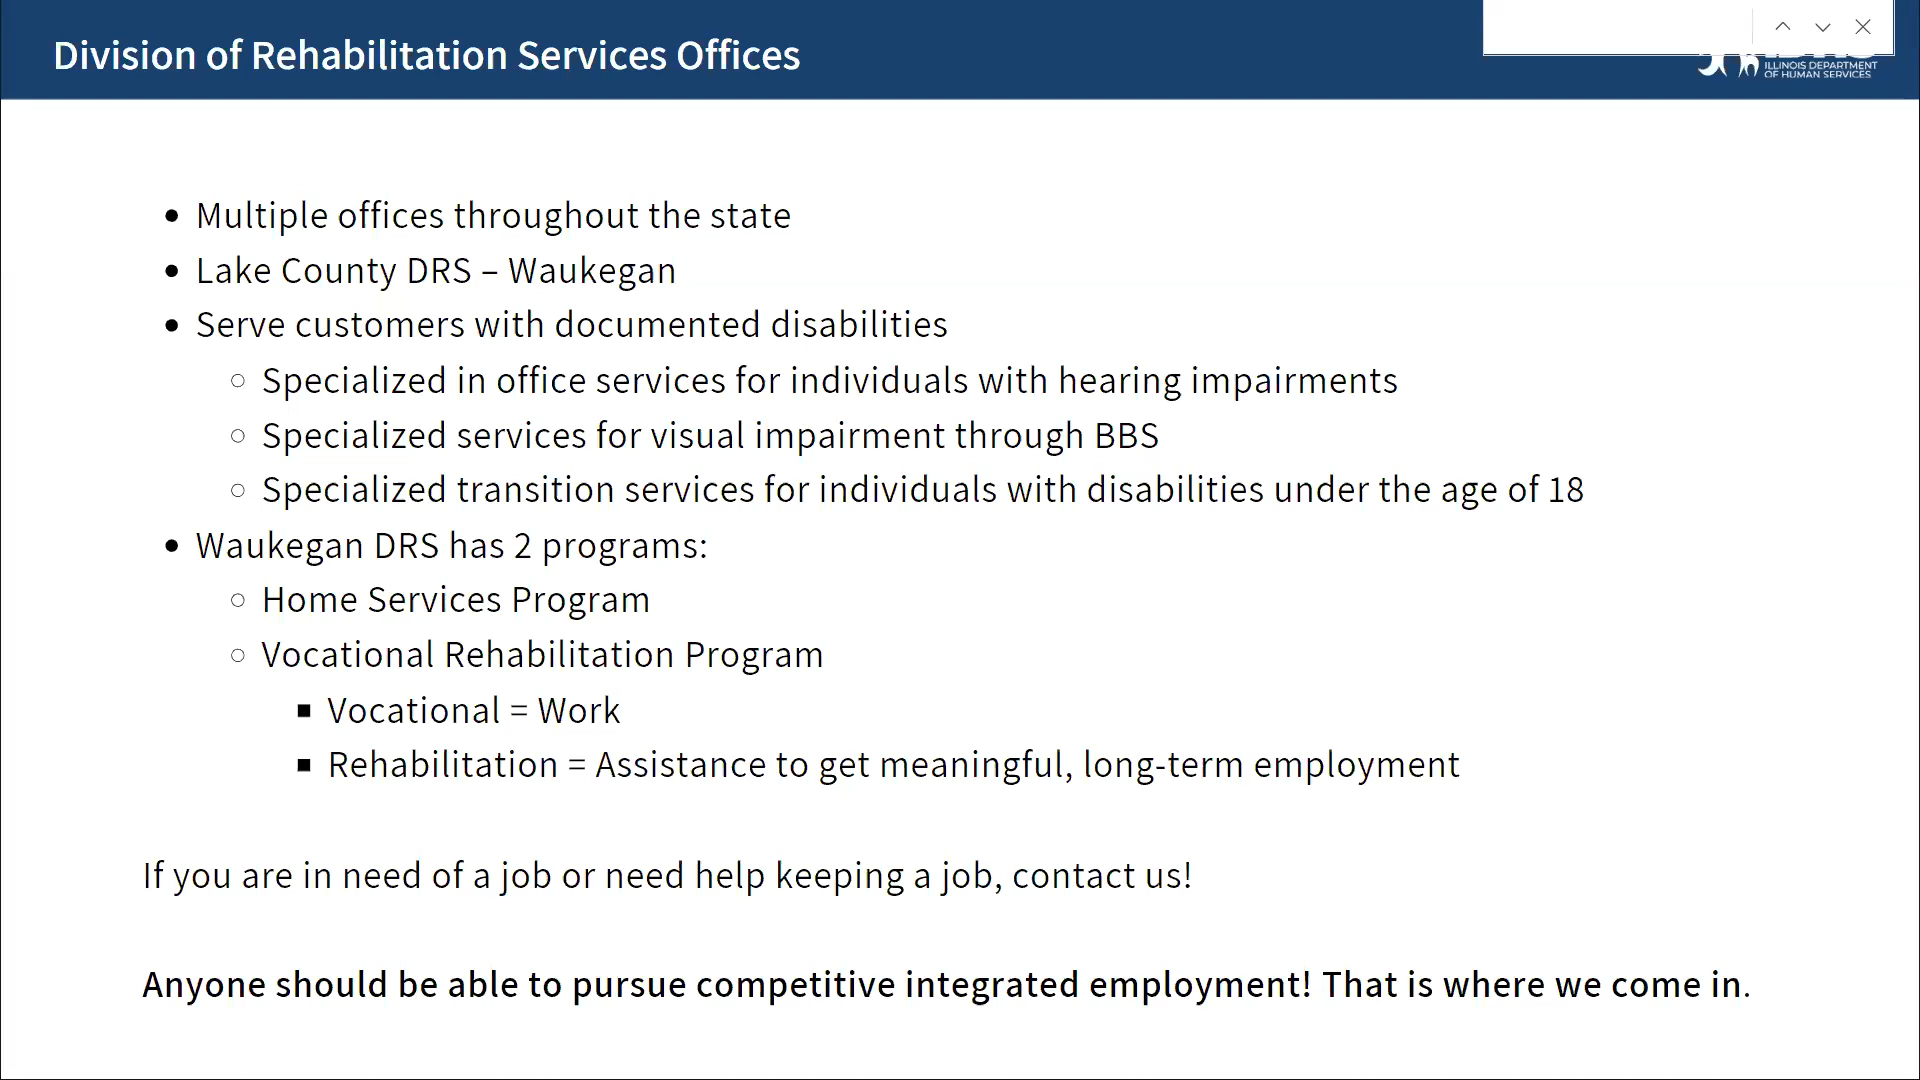 Division of Rehabilitation Services Offices
ILLINOIS DEPARTMENT
OF HUMAN SERVICES
• Multiple offices throughout the state
• Lake County DRS – Waukegan
• Serve customers with documented disabilities
○ Specialized in office services for individuals with hearing impairments
○ Specialized services for visual impairment through BBS
○ Specialized transition services for individuals with disabilities under the age of 18
• Waukegan DRS has 2 programs:
○ Home Services Program
○ Vocational Rehabilitation Program
▪ Vocational = Work
▪ Rehabilitation = Assistance to get meaningful, long-term employment
If you are in need of a job or need help keeping a job, contact us!
Anyone should be able to pursue competitive integrated employment! That is where we come in.